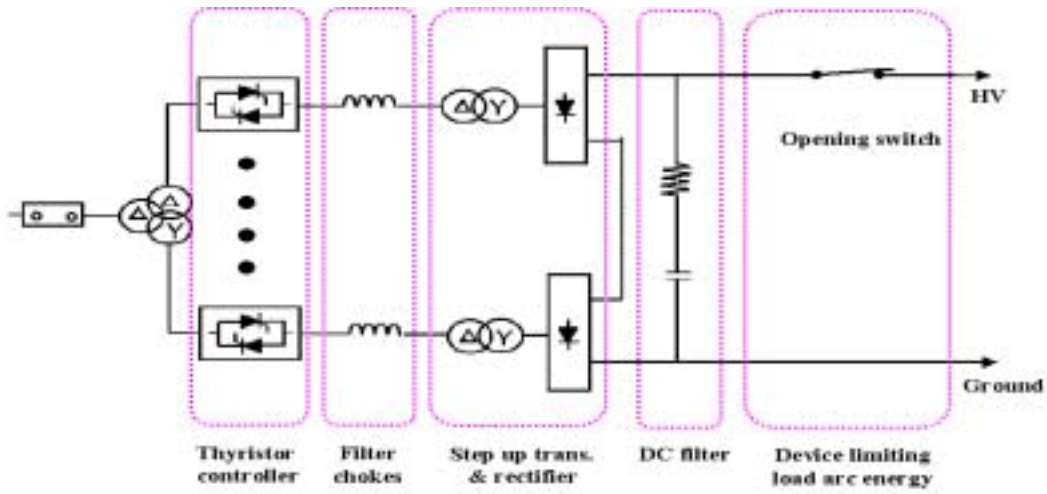 HV
Opening switch
Δ
Y
Δ
Δ
Y
Δ
Y
Ground
Thyristor
controller
Filter
chokes
Step up trans.
& rectifier
DC filter
Device limiting
load arc energy